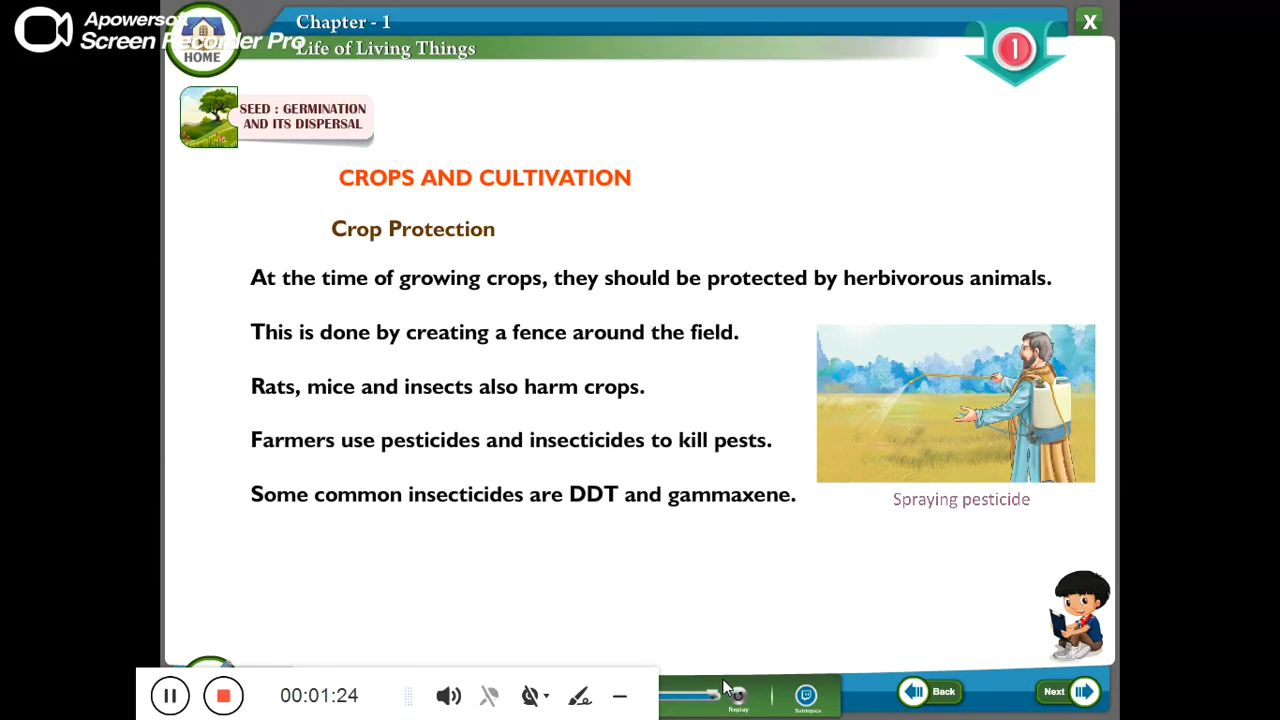 Apowersoft
Screen Recorder Pro
HOME
Chapter - 1
Life of Living Things
1
X
SEED : GERMINATION
AND ITS DISPERSAL
CROPS AND CULTIVATION
Crop Protection
At the time of growing crops, they should be protected by herbivorous animals.
This is done by creating a fence around the field.
Rats, mice and insects also harm crops.
Farmers use pesticides and insecticides to kill pests.
Some common insecticides are DDT and gammaxene.
Spraying pesticide
00:01:24
Replay
Subtopics
Back
Next